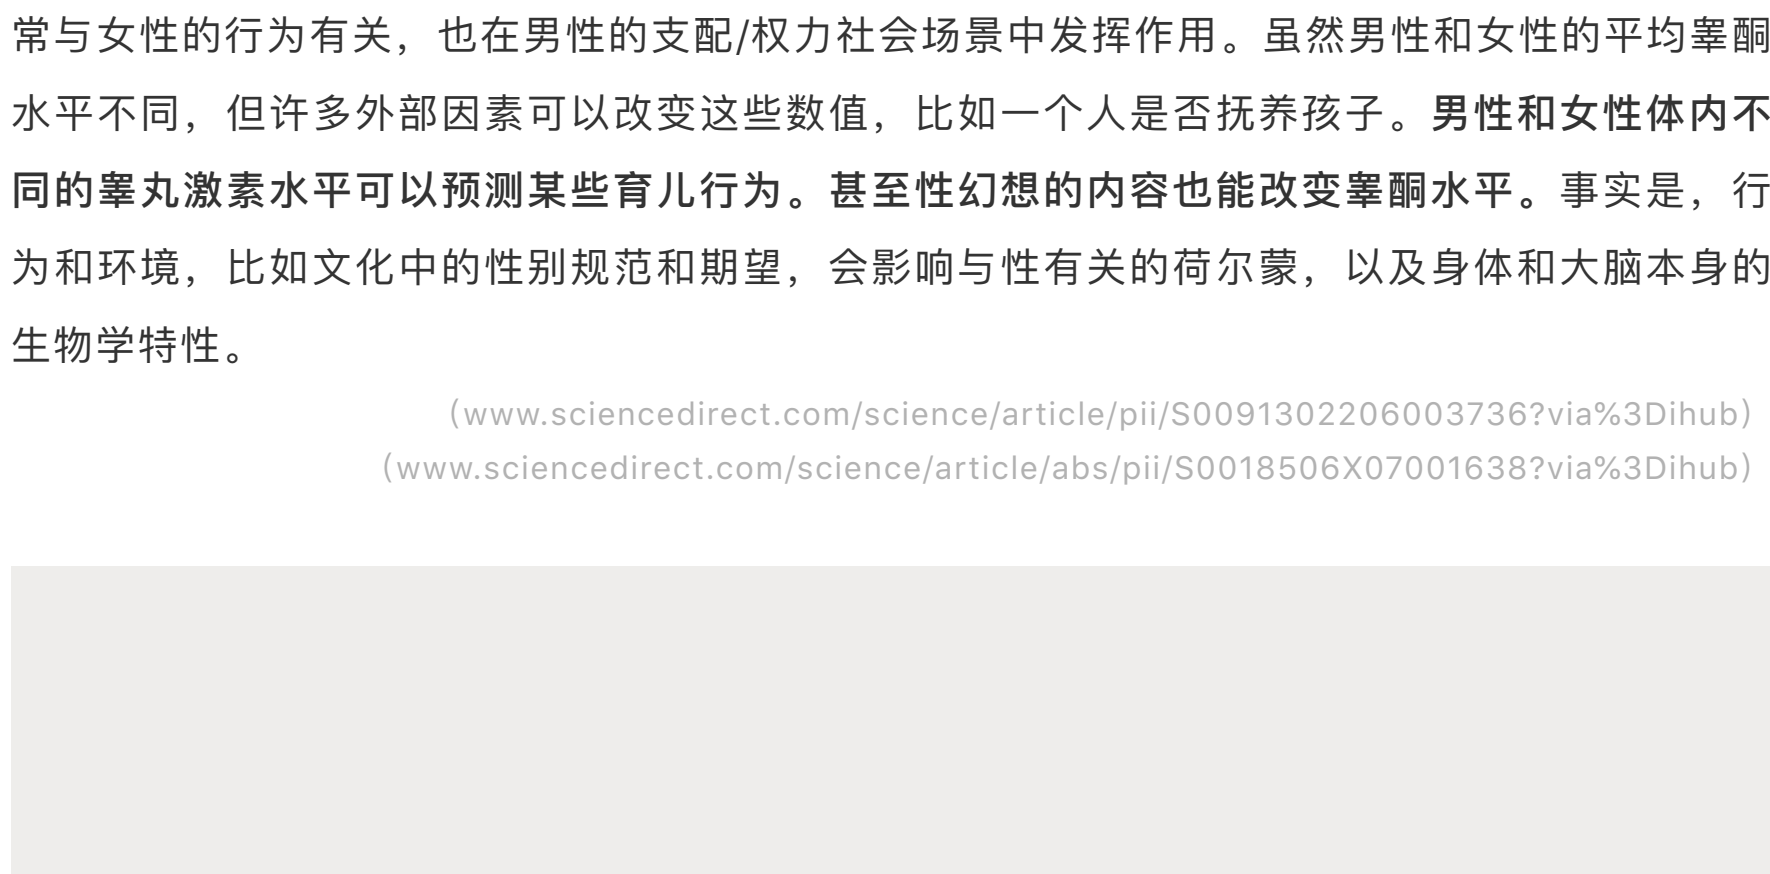 常与女性的行为有关，也在男性的支配/权力社会场景中发挥作用。虽然男性和女性的平均睾酮
水平不同，但许多外部因素可以改变这些数值，比如一个人是否抚养孩子。男性和女性体内不
同的睾丸激素水平可以预测某些育儿行为。甚至性幻想的内容也能改变睾酮水平。事实是，行
为和环境，比如文化中的性别规范和期望，会影响与性有关的荷尔蒙，以及身体和大脑本身的
生物学特性。
（www.sciencedirect.com/science/article/pii/S0091302206003736?via%3Dihub）
（www.sciencedirect.com/science/article/abs/pii/S0018506X07001638?via%3Dihub）